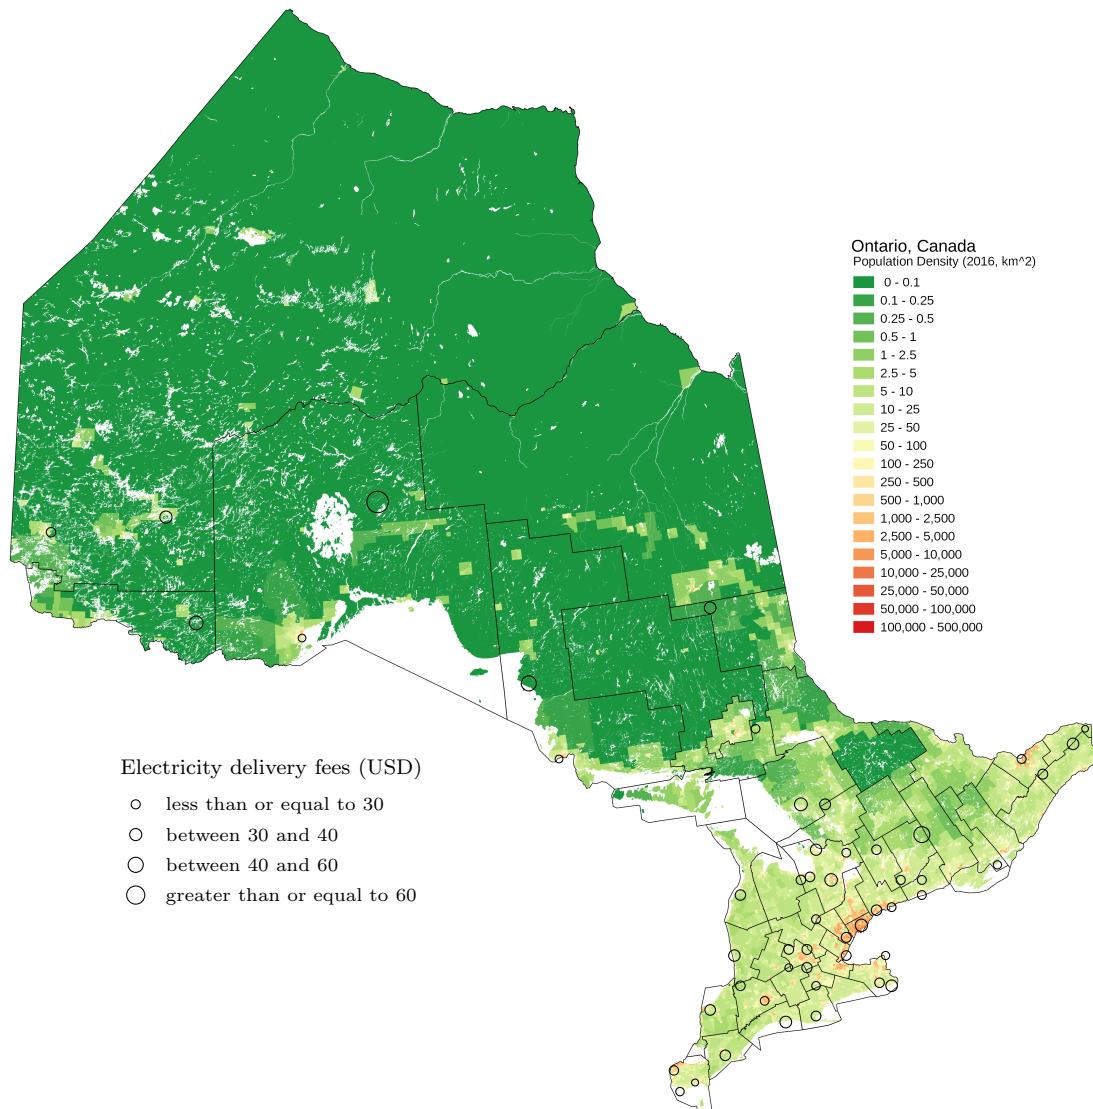 Ontario, Canada
Population Density (2016, km^2)
0 - 0.1
0.1 - 0.25
0.25 - 0.5
0.5 - 1
1 - 2.5
2.5 - 5
5 - 10
10 - 25
25 - 50
50 - 100
100 - 250
250 - 500
500 - 1,000
1,000 - 2,500
2,500 - 5,000
5,000 - 10,000
10,000 - 25,000
25,000 - 50,000
50,000 - 100,000
100,000 - 500,000
Electricity delivery fees (USD)
less than or equal to 30
between 30 and 40
between 40 and 60
greater than or equal to 60